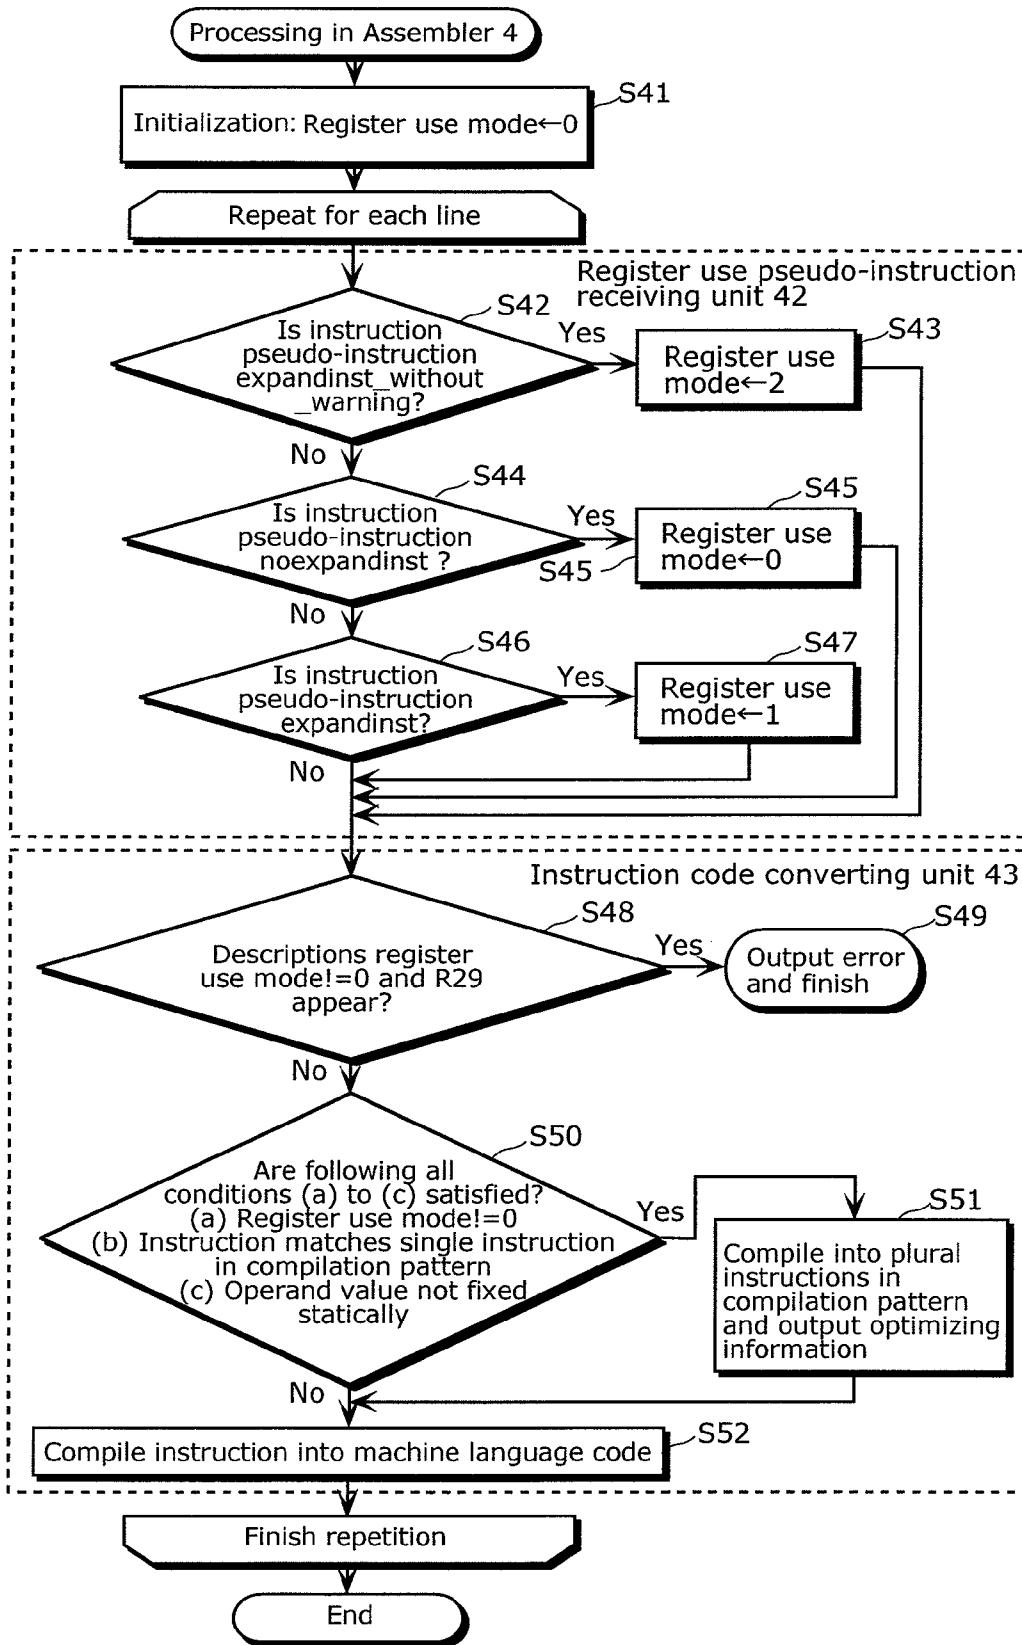 Processing in Assembler 4
S41
Initialization: Register use mode←0
Repeat for each line
Register use pseudo-instruction
receiving unit 42
S42
Is instruction
pseudo-instruction
expandinst_without
_warning?
Yes
S43
Register use
mode←2
No
S44
Is instruction
pseudo-instruction
noexpandinst ?
Yes
S45
S45
Register use
mode←0
No
S46
Is instruction
pseudo-instruction
expandinst?
Yes
S47
Register use
mode←1
No
Instruction code converting unit 43
S48
Descriptions register
use mode!=0 and R29
appear?
Yes
S49
Output error
and finish
No
S50
Are following all
conditions (a) to (c) satisfied?
(a) Register use mode!=0
(b) Instruction matches single instruction
in compilation pattern
(c) Operand value not fixed
statically
Yes
S51
Compile into plural
instructions in
compilation pattern
and output optimizing
information
No
S52
Compile instruction into machine language code
Finish repetition
End